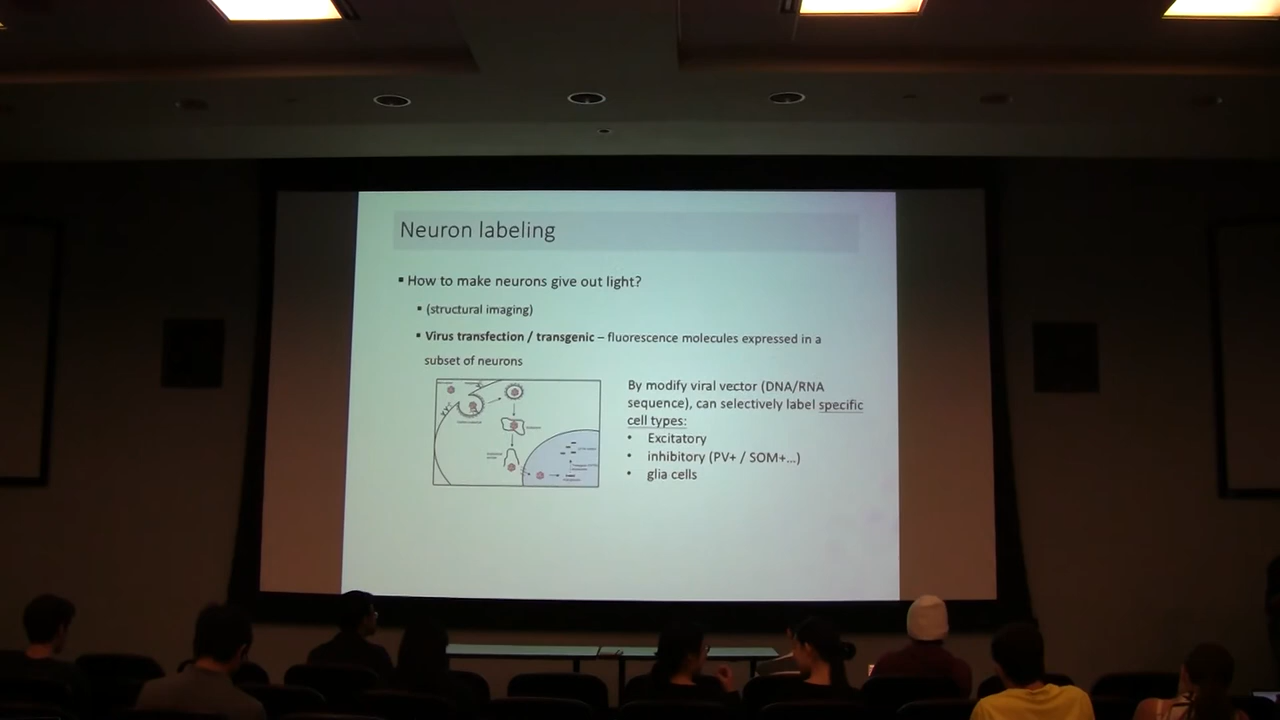 Neuron labeling
▪ How to make neurons give out light?
▪ (structural imaging)
▪ Virus transfection / transgenic – fluorescence molecules expressed in a
subset of neurons
By modify viral vector (DNA/RNA
sequence), can selectively label specific
cell types:
• Excitatory
• inhibitory (PV+ / SOM+...)
• glia cells